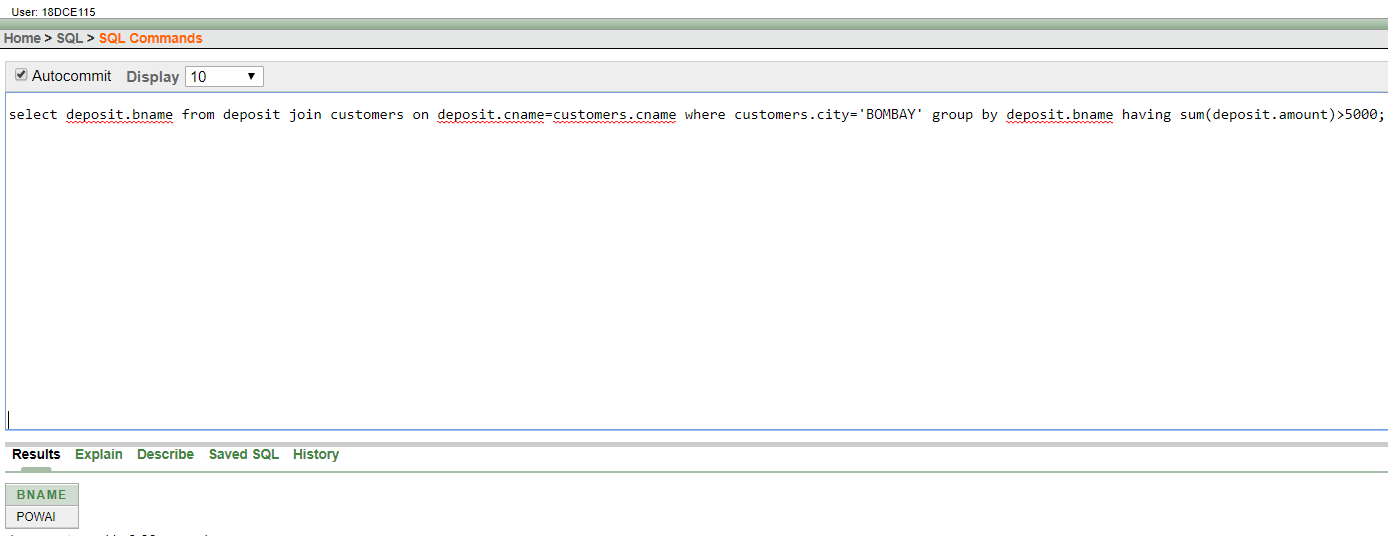 User: 18DCE115
Home > SQL > SQL Commands
Autocommit Display 10
select deposit.bname from deposit join customers on deposit.cname=customers.cname where customers.city='BOMBAY' group by deposit.bname having sum(deposit.amount)>5000;
Results Explain Describe Saved SQL History
BNAME
POWAI